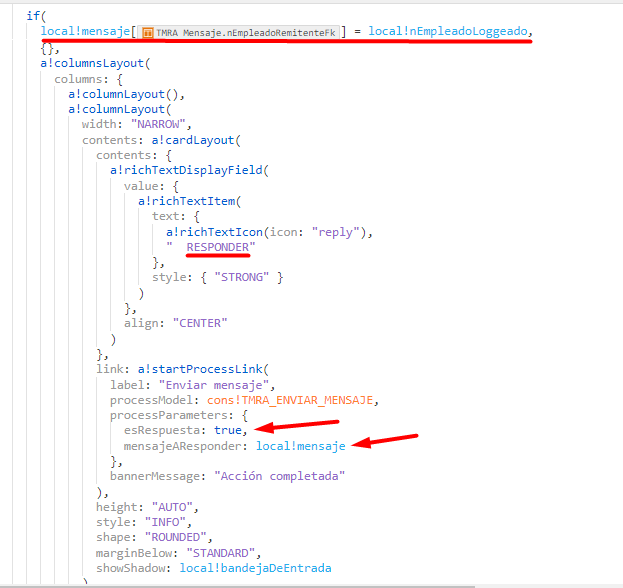 if(
local!mensaje[TMRA Mensaje.nEmpleadoRemitenteFk] = local!nEmpleadoLoggeado,
{},
a!columnsLayout(
columns: {
a!columnLayout(),
a!columnLayout(
width: "NARROW",
contents: a!cardLayout(
contents: {
a!richTextDisplayField(
value: {
a!richTextItem(
text: {
a!richTextIcon(icon: "reply"),
"  RESPONDER"
},
style: { "STRONG" }
)
},
align: "CENTER"
)
},
link: a!startProcessLink(
label: "Enviar mensaje",
processModel: cons!TMRA_ENVIAR_MENSAJE,
processParameters: {
esRespuesta: true,
mensajeAResponder: local!mensaje
},
bannerMessage: "Acción completada"
),
height: "AUTO",
style: "INFO",
shape: "ROUNDED",
marginBelow: "STANDARD",
showShadow: local!bandejaDeEntrada
)